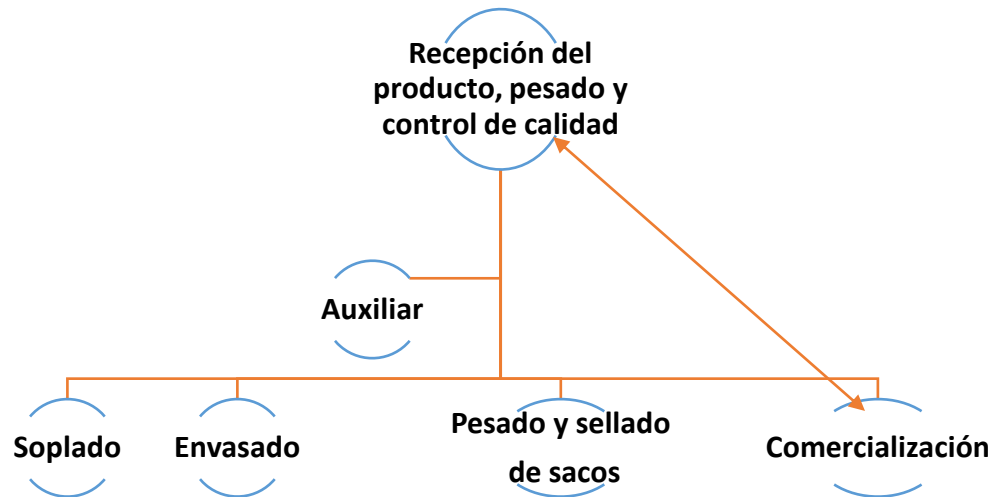 Recepción del
producto, pesado y
control de calidad
Auxiliar
Soplado
Envasado
Pesado y sellado
de sacos
Comercialización